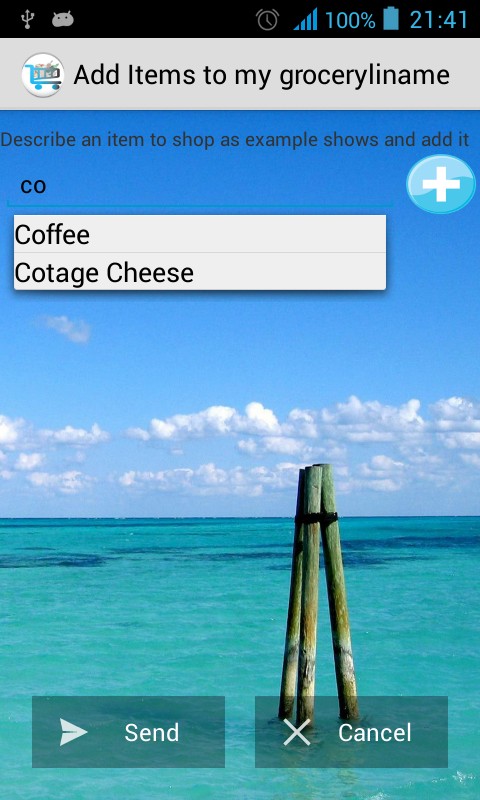 100% 21:41
Add Items to my groceryliname
Describe an item to shop as example shows and add it
co
Coffee
Cotage Cheese
Send Cancel